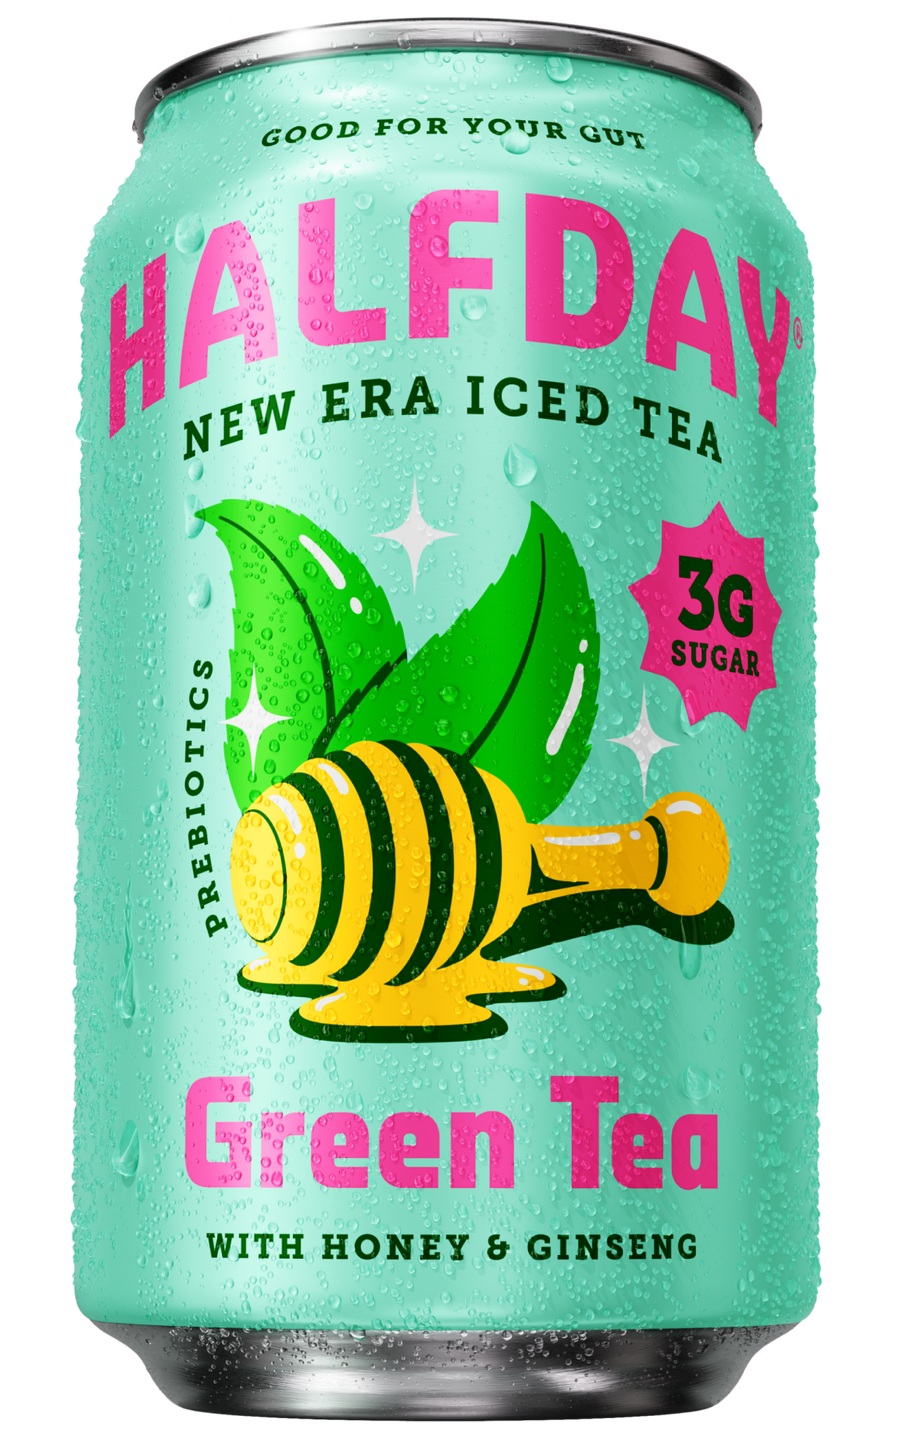 GOOD FOR YOUR GUT
HALFDAY®
NEW ERA ICED TEA
3G
SUGAR
PREBIOTICS
Green Tea
WITH HONEY & GINSENG